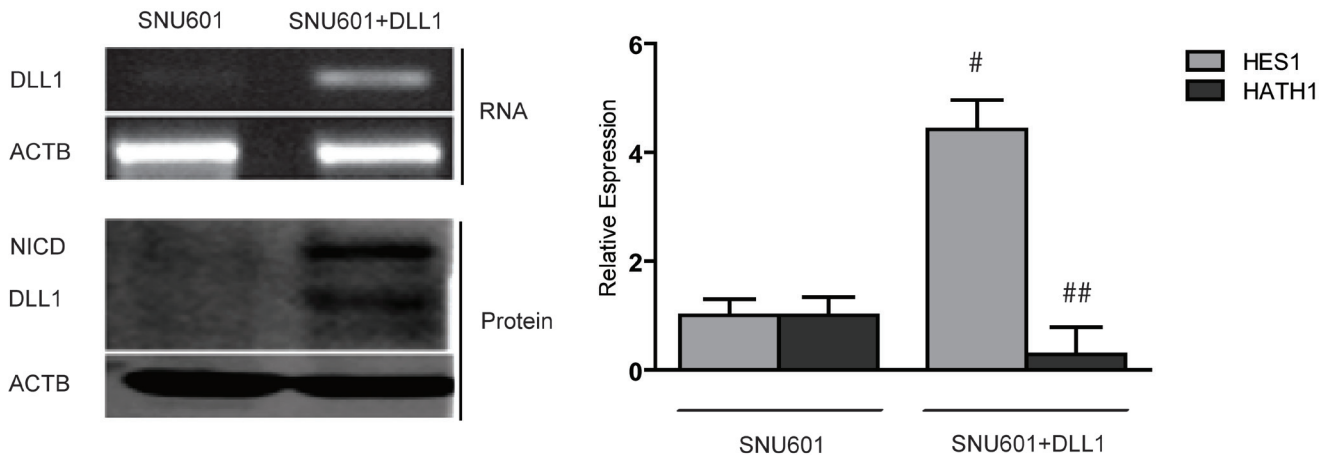 SNU601 SNU601+DLL1
DLL1
ACTB
RNA
NICD
DLL1
ACTB
Protein
Relative Espression
6
4
2
0
#
##
HES1
HATH1
SNU601 SNU601+DLL1